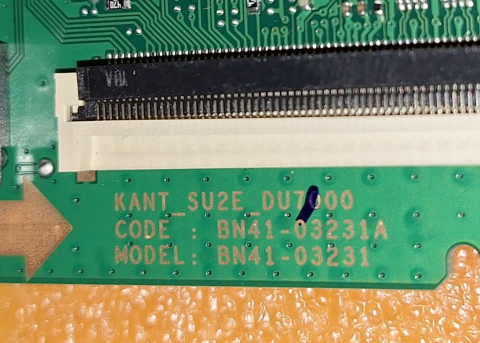 KANT_SU2E_DU7000
CODE : BN41-03231A
MODEL: BN41-03231